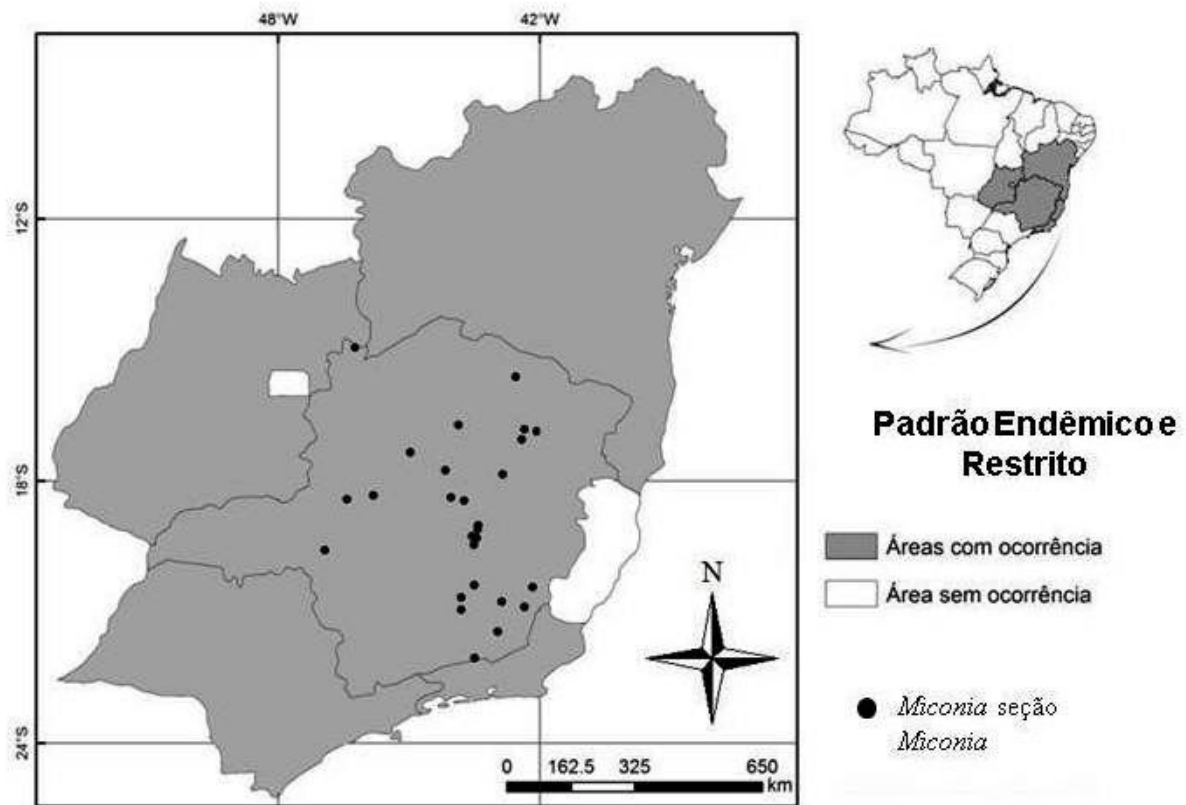 48°W
42°W
12°S
18°S
24°S
N
0 162.5 325 650
km
Padrão Endêmico e
Restrito
Áreas com ocorrência
Área sem ocorrência
Miconia seção
Miconia